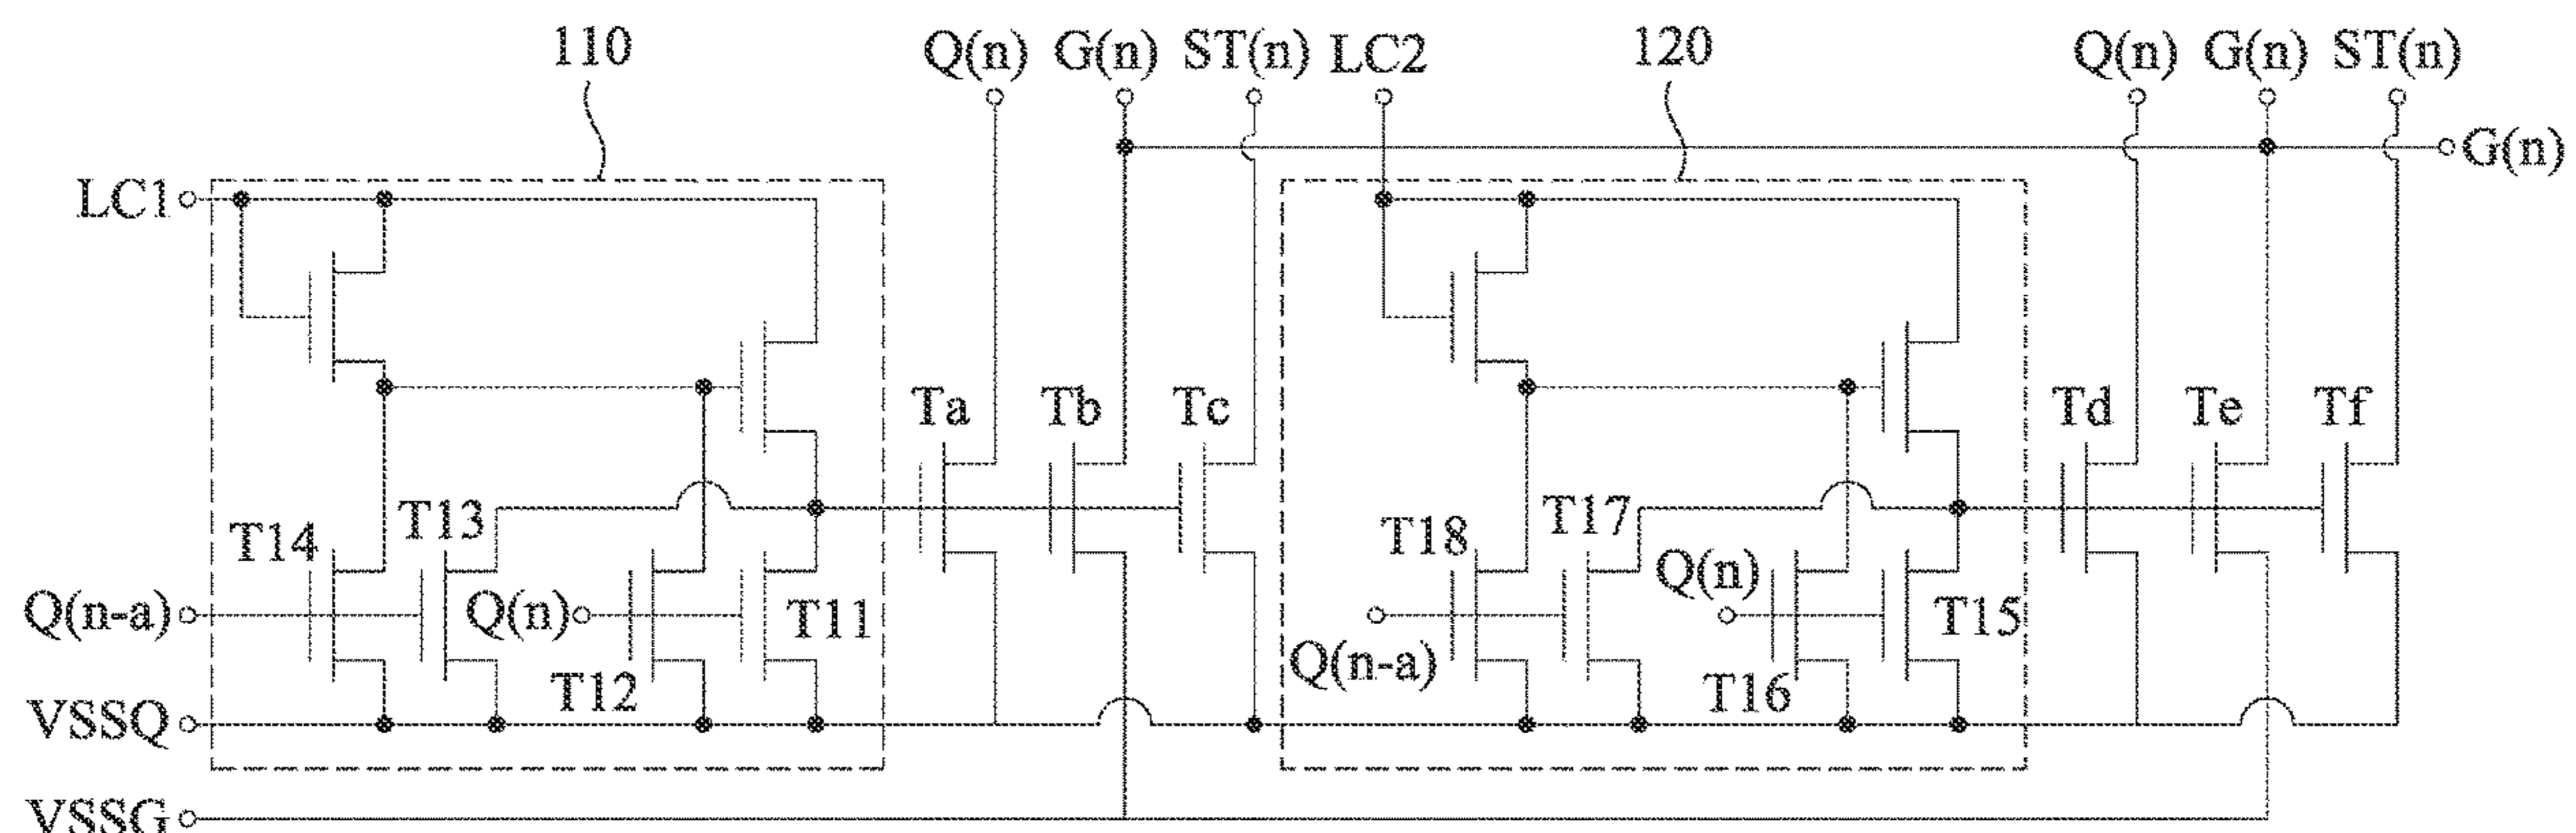 110
Q(n) G(n) ST(n) LC2
120
Q(n) G(n) ST(n)
G(n)
LC1
Ta Tb Tc
Td Te Tf
T14 T13
T18 T17
Q(n-a)
Q(n)
T11
Q(n)
T15
Q(n-a)
T12
T16
VSSQ
VSSG